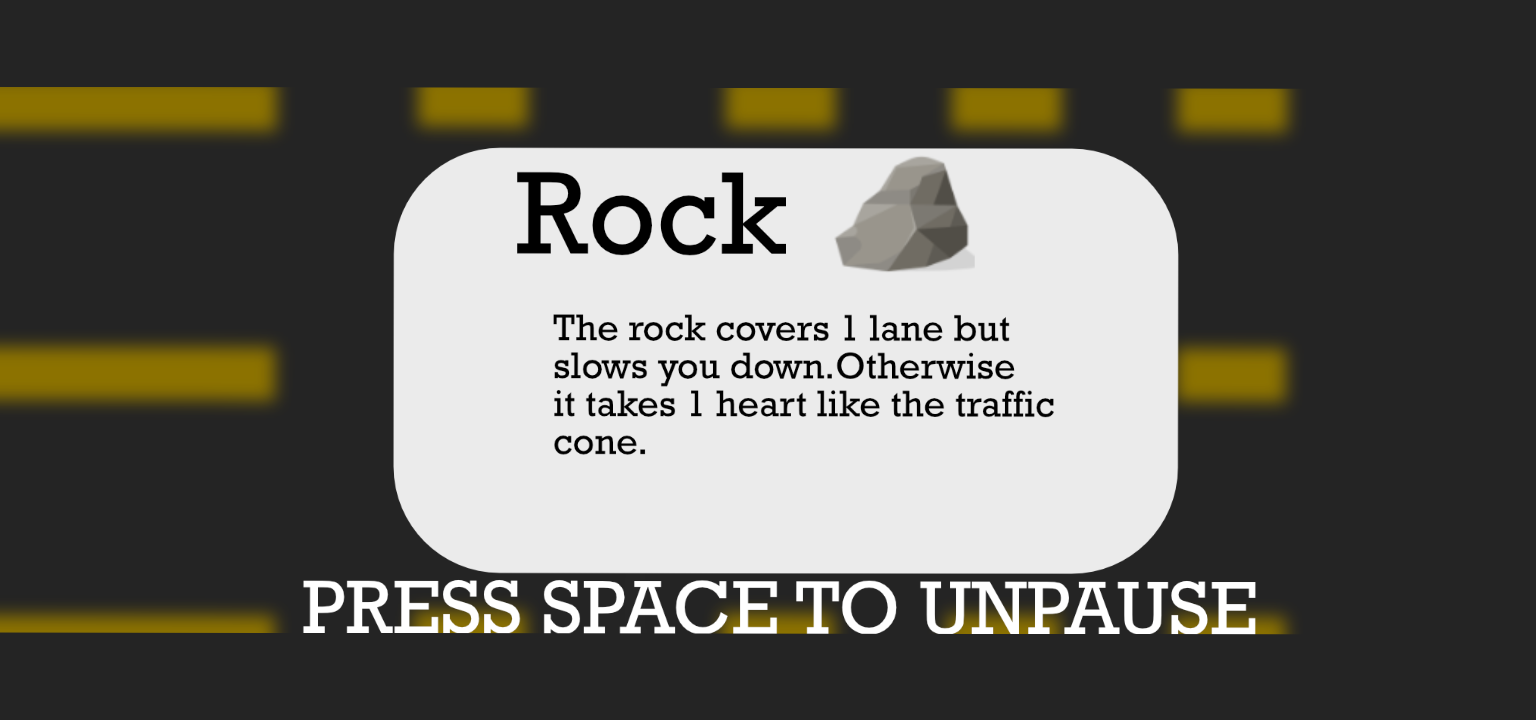 Rock
The rock covers 1 lane but
slows you down.Otherwise
it takes 1 heart like the traffic
cone.
PRESS SPACE TO UNPAUSE